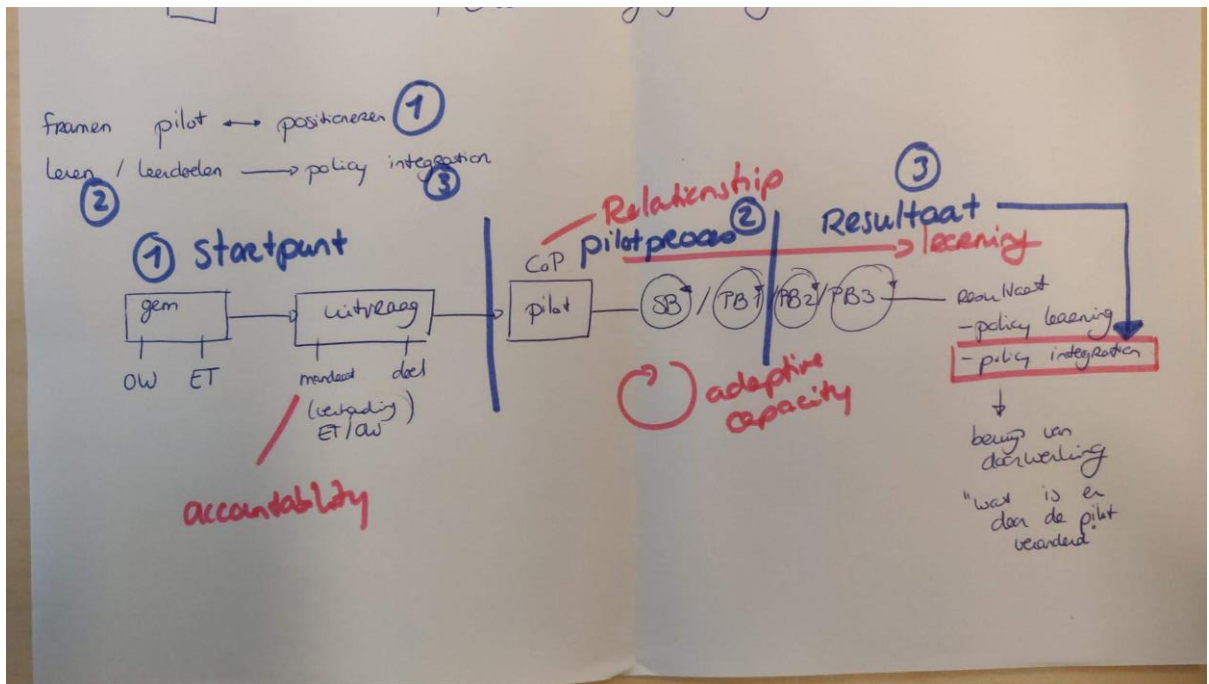 framen pilot ↔ positioneren ①
leren / leerdoelen → policy integration
② ③
① Startpunt
Relationship
pilotproces ②
③
Resultaat
learning
CoP
gem
uitvraag
pilot
SB / PB1 / PB2 / PB3
resultaat
- policy learning
- policy integration
OW ET
mandaat doel
(verhouding)
ET/OW
accountability
adaptive
capacity
bewijs van
doorwerking
"wat is er
door de pilot
veranderd"